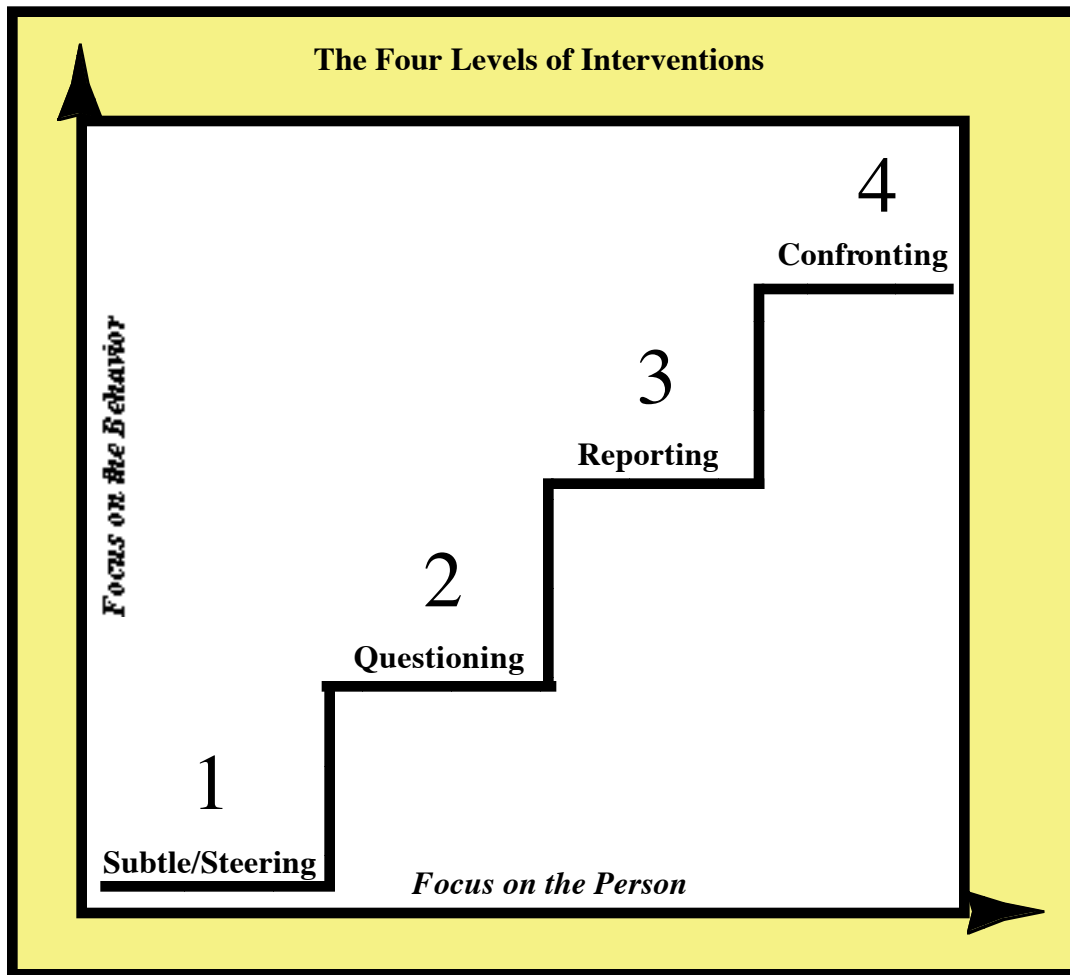 The Four Levels of Interventions
4
Confronting
3
Reporting
Focus on the Behavior
2
Questioning
1
Subtle/Steering
Focus on the Person